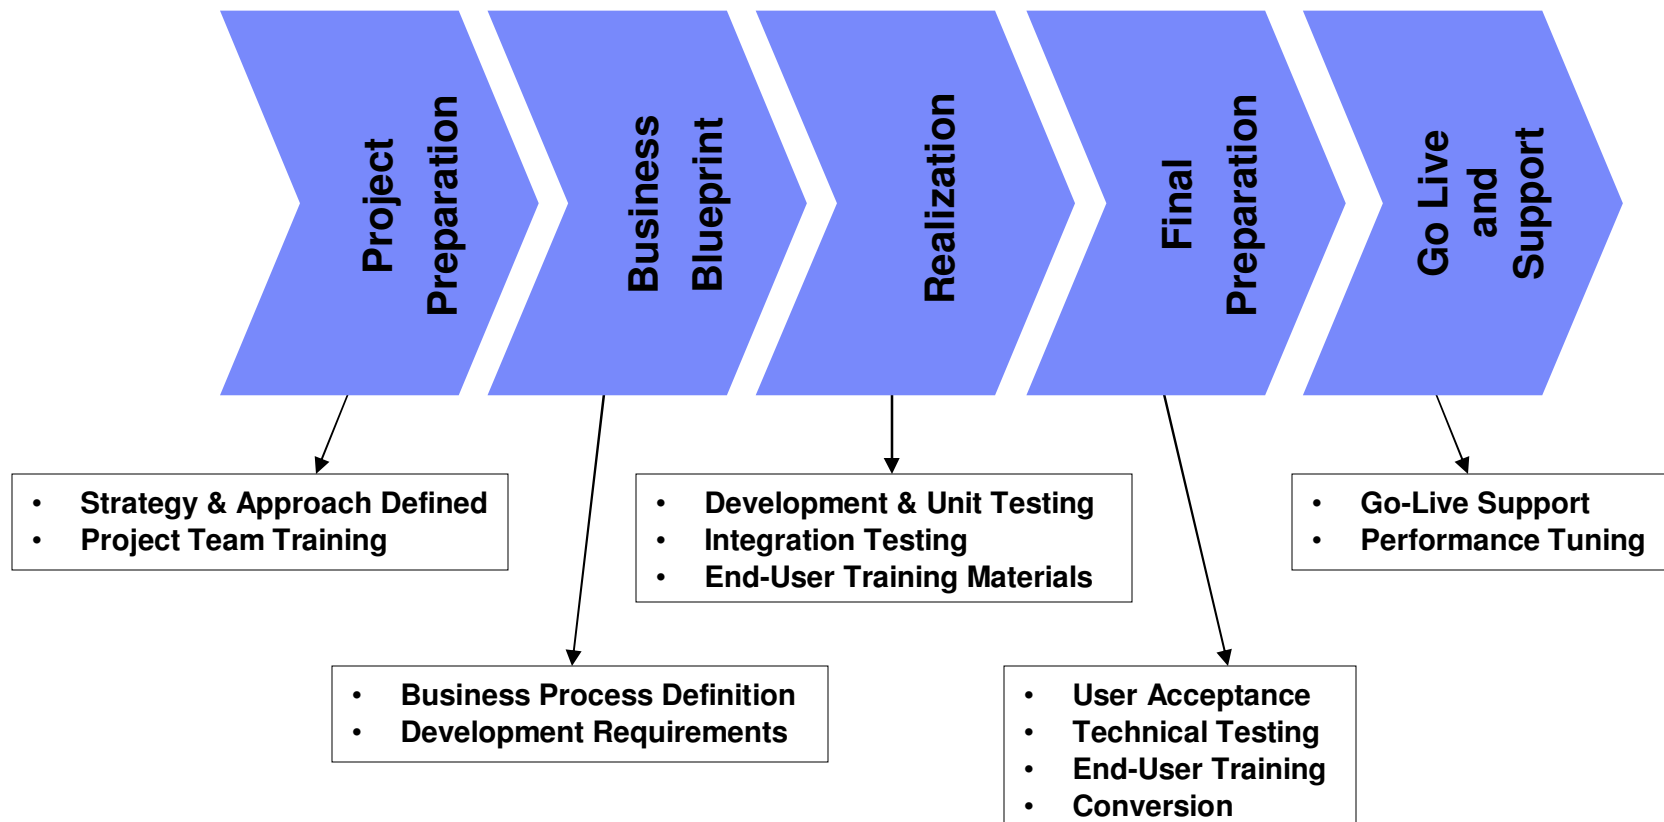 Project
Preparation
Business
Blueprint
Realization
Final
Preparation
Go Live
and
Support
• Strategy & Approach Defined
• Project Team Training
• Development & Unit Testing
• Integration Testing
• End-User Training Materials
• Go-Live Support
• Performance Tuning
• Business Process Definition
• Development Requirements
• User Acceptance
• Technical Testing
• End-User Training
• Conversion